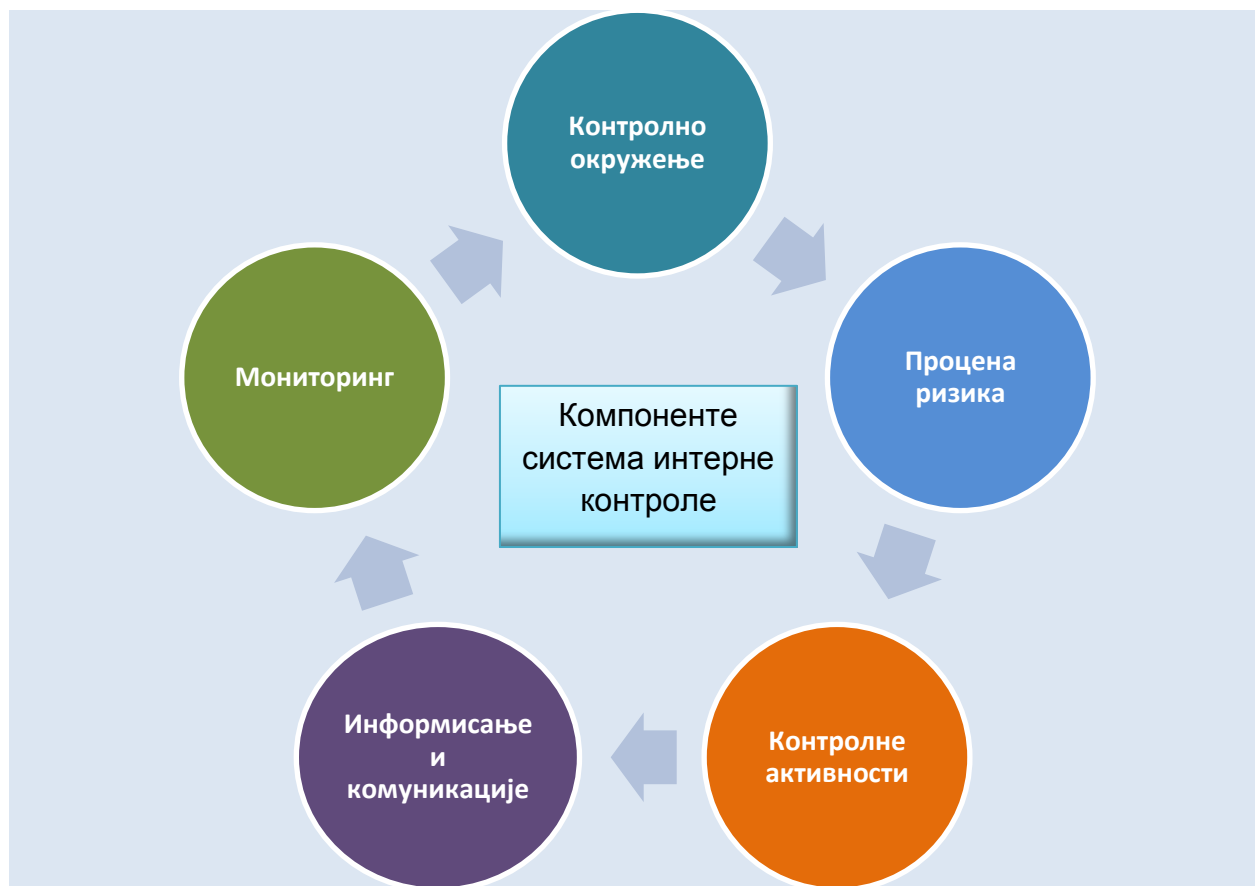 Контролно
окружење
Процена
ризика
Контролне
активности
Информисање
и
комуникације
Мониторинг
Компоненте
система интерне
контроле